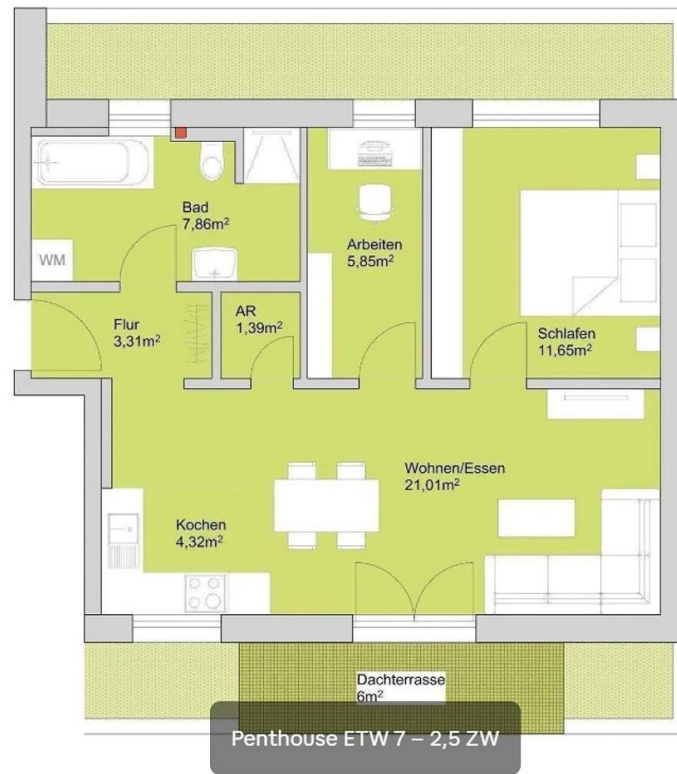 Bad
7,86m²
Arbeiten
5,85m²
WM
Flur
3,31m²
AR
1,39m²
Schlafen
11,65m²
Wohnen/Essen
21,01m²
Kochen
4,32m²
Dachterrasse
6m²
Penthouse ETW 7 – 2,5 ZW